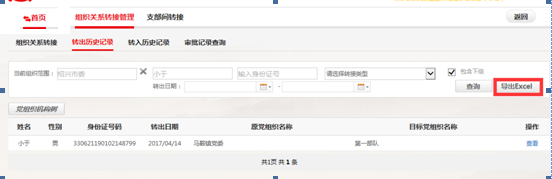 首页 组织关系转接管理 支部间转接 返回
组织关系转接 转出历史记录 转入历史记录 审批记录查询
当前组织范围： 绍兴市委 小于 输入身份证号 请选择转接类型 包含下级
转出日期： -
查询 导出Excel
党组织机构树
姓名 性别 身份证号码 转出日期 原党组织名称 目标党组织名称 操作
小于 男 330621190102148799 2017/04/14 马鞍镇党委 第一部队 查看
共1页 共 1 条